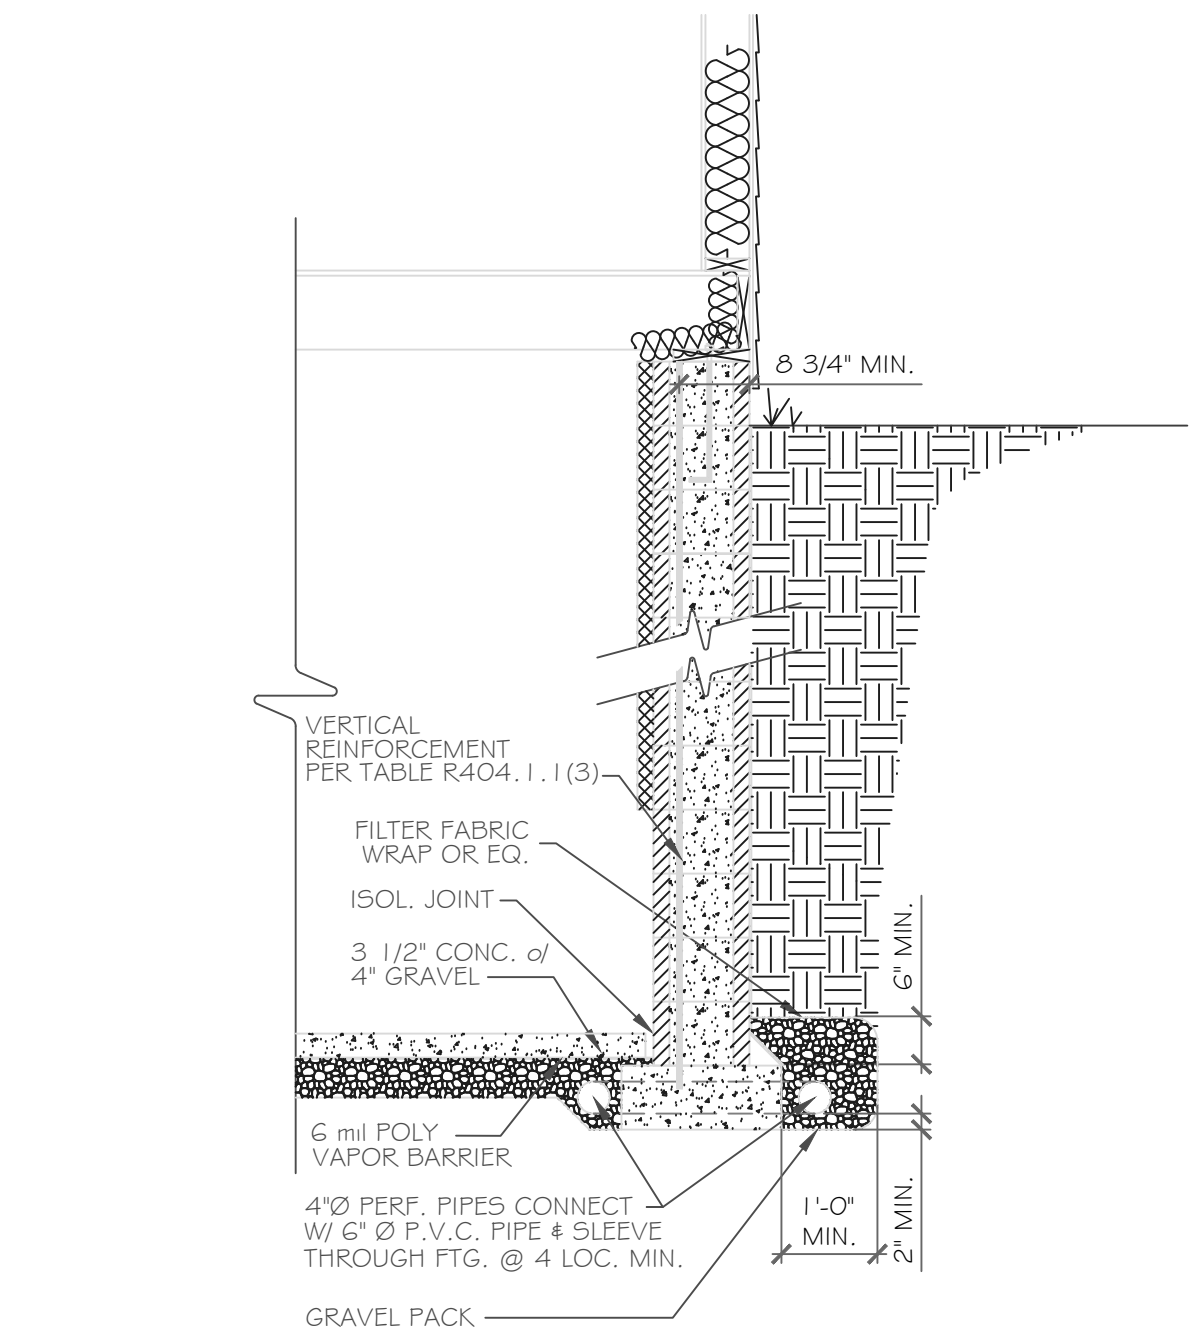 8 3/4" MIN.
VERTICAL
REINFORCEMENT
PER TABLE R404.1.1(3)
FILTER FABRIC
WRAP OR EQ.
ISOL. JOINT
3 1/2" CONC. o/
4" GRAVEL
6" MIN.
6 mil POLY
VAPOR BARRIER
4"Ø PERF. PIPES CONNECT
W/ 6" Ø P.V.C. PIPE & SLEEVE
THROUGH FTG. @ 4 LOC. MIN.
1'-0"
MIN.
2" MIN.
GRAVEL PACK